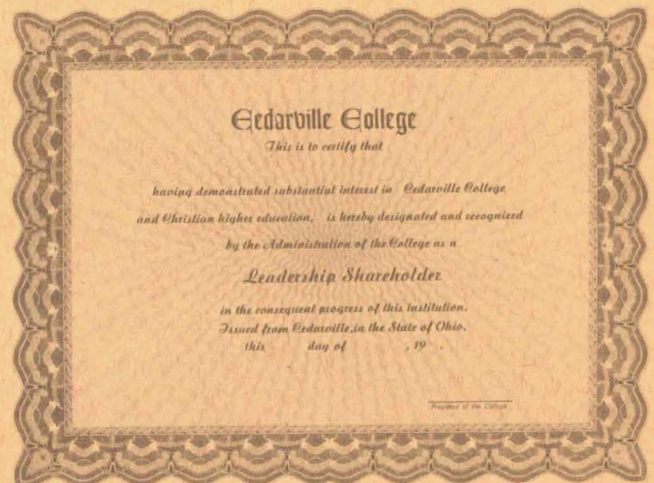 Cedarville College
This is to certify that
having demonstrated substantial interest in Cedarville College
and Christian higher education, is hereby designated and recognized
by the Administration of the College as a
Leadership Shareholder
in the consequent progress of this institution.
Issued from Cedarville, in the State of Ohio,
this day of , 19 .
President of the College